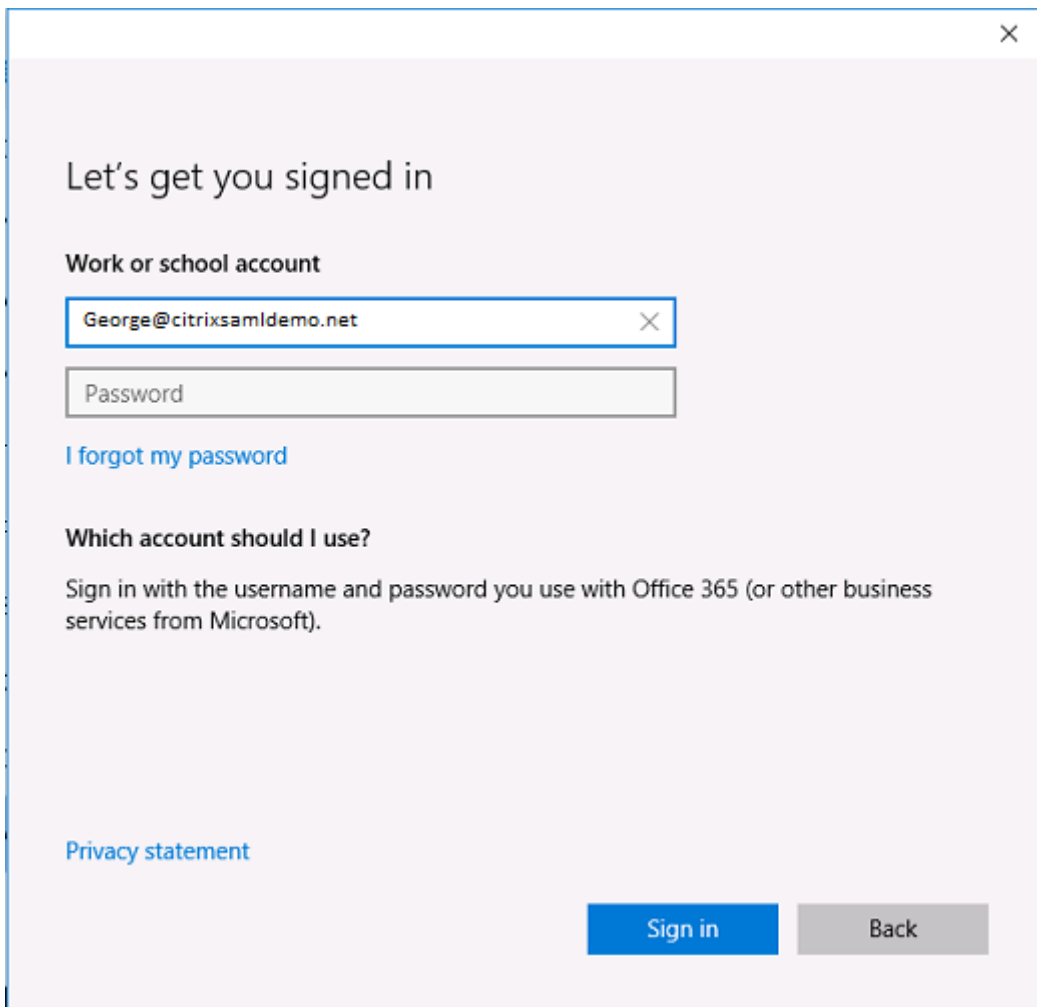 Let's get you signed in
Work or school account
George@citrixsamldemo.net
Password
I forgot my password
Which account should I use?
Sign in with the username and password you use with Office 365 (or other business
services from Microsoft).
Privacy statement
Sign in
Back